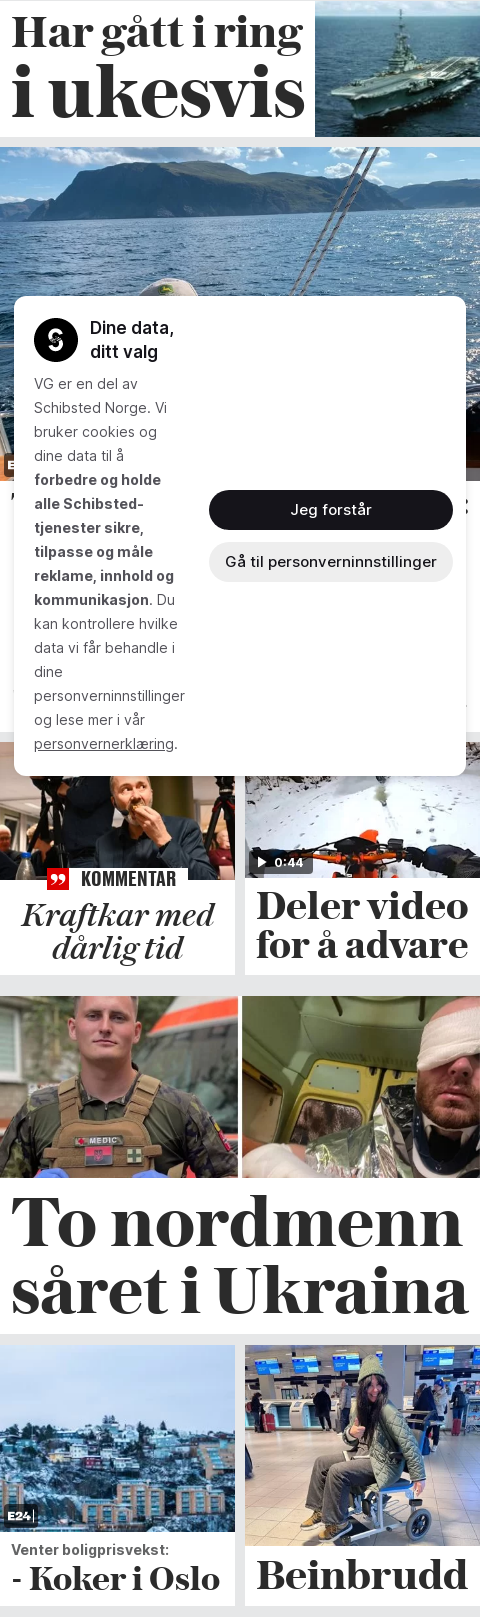 Har gått i ring
i ukesvis
Dine data,
ditt valg
VG er en del av
Schibsted Norge. Vi
bruker cookies og
dine data til å
forbedre og holde
alle Schibsted-
tjenester sikre,
tilpasse og måle
reklame, innhold og
kommunikasjon. Du
kan kontrollere hvilke
data vi får behandle i
dine
personverninnstillinger
og lese mer i vår
personvernerklæring.
Jeg forstår
Gå til personverninnstillinger
KOMMENTAR
Kraftkar med
dårlig tid
0:44
Deler video
for å advare
MEDIC
To nordmenn
såret i Ukraina
E24
Venter boligprisvekst:
- Koker i Oslo
Beinbrudd